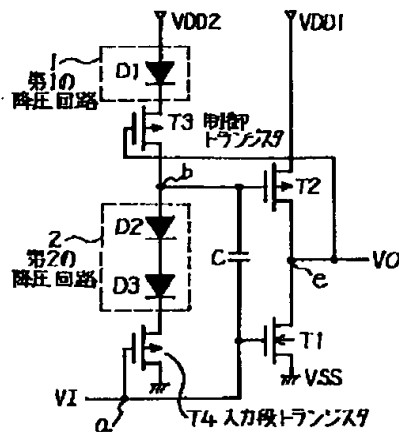 VDD2
VDD1
1
第1の
降圧回路
D1
T3 制御
トランジスタ
b
T2
2
第2の
降圧回路
D2
D3
C
e
VO
T1
VSS
VI
a
T4 入力段トランジスタ